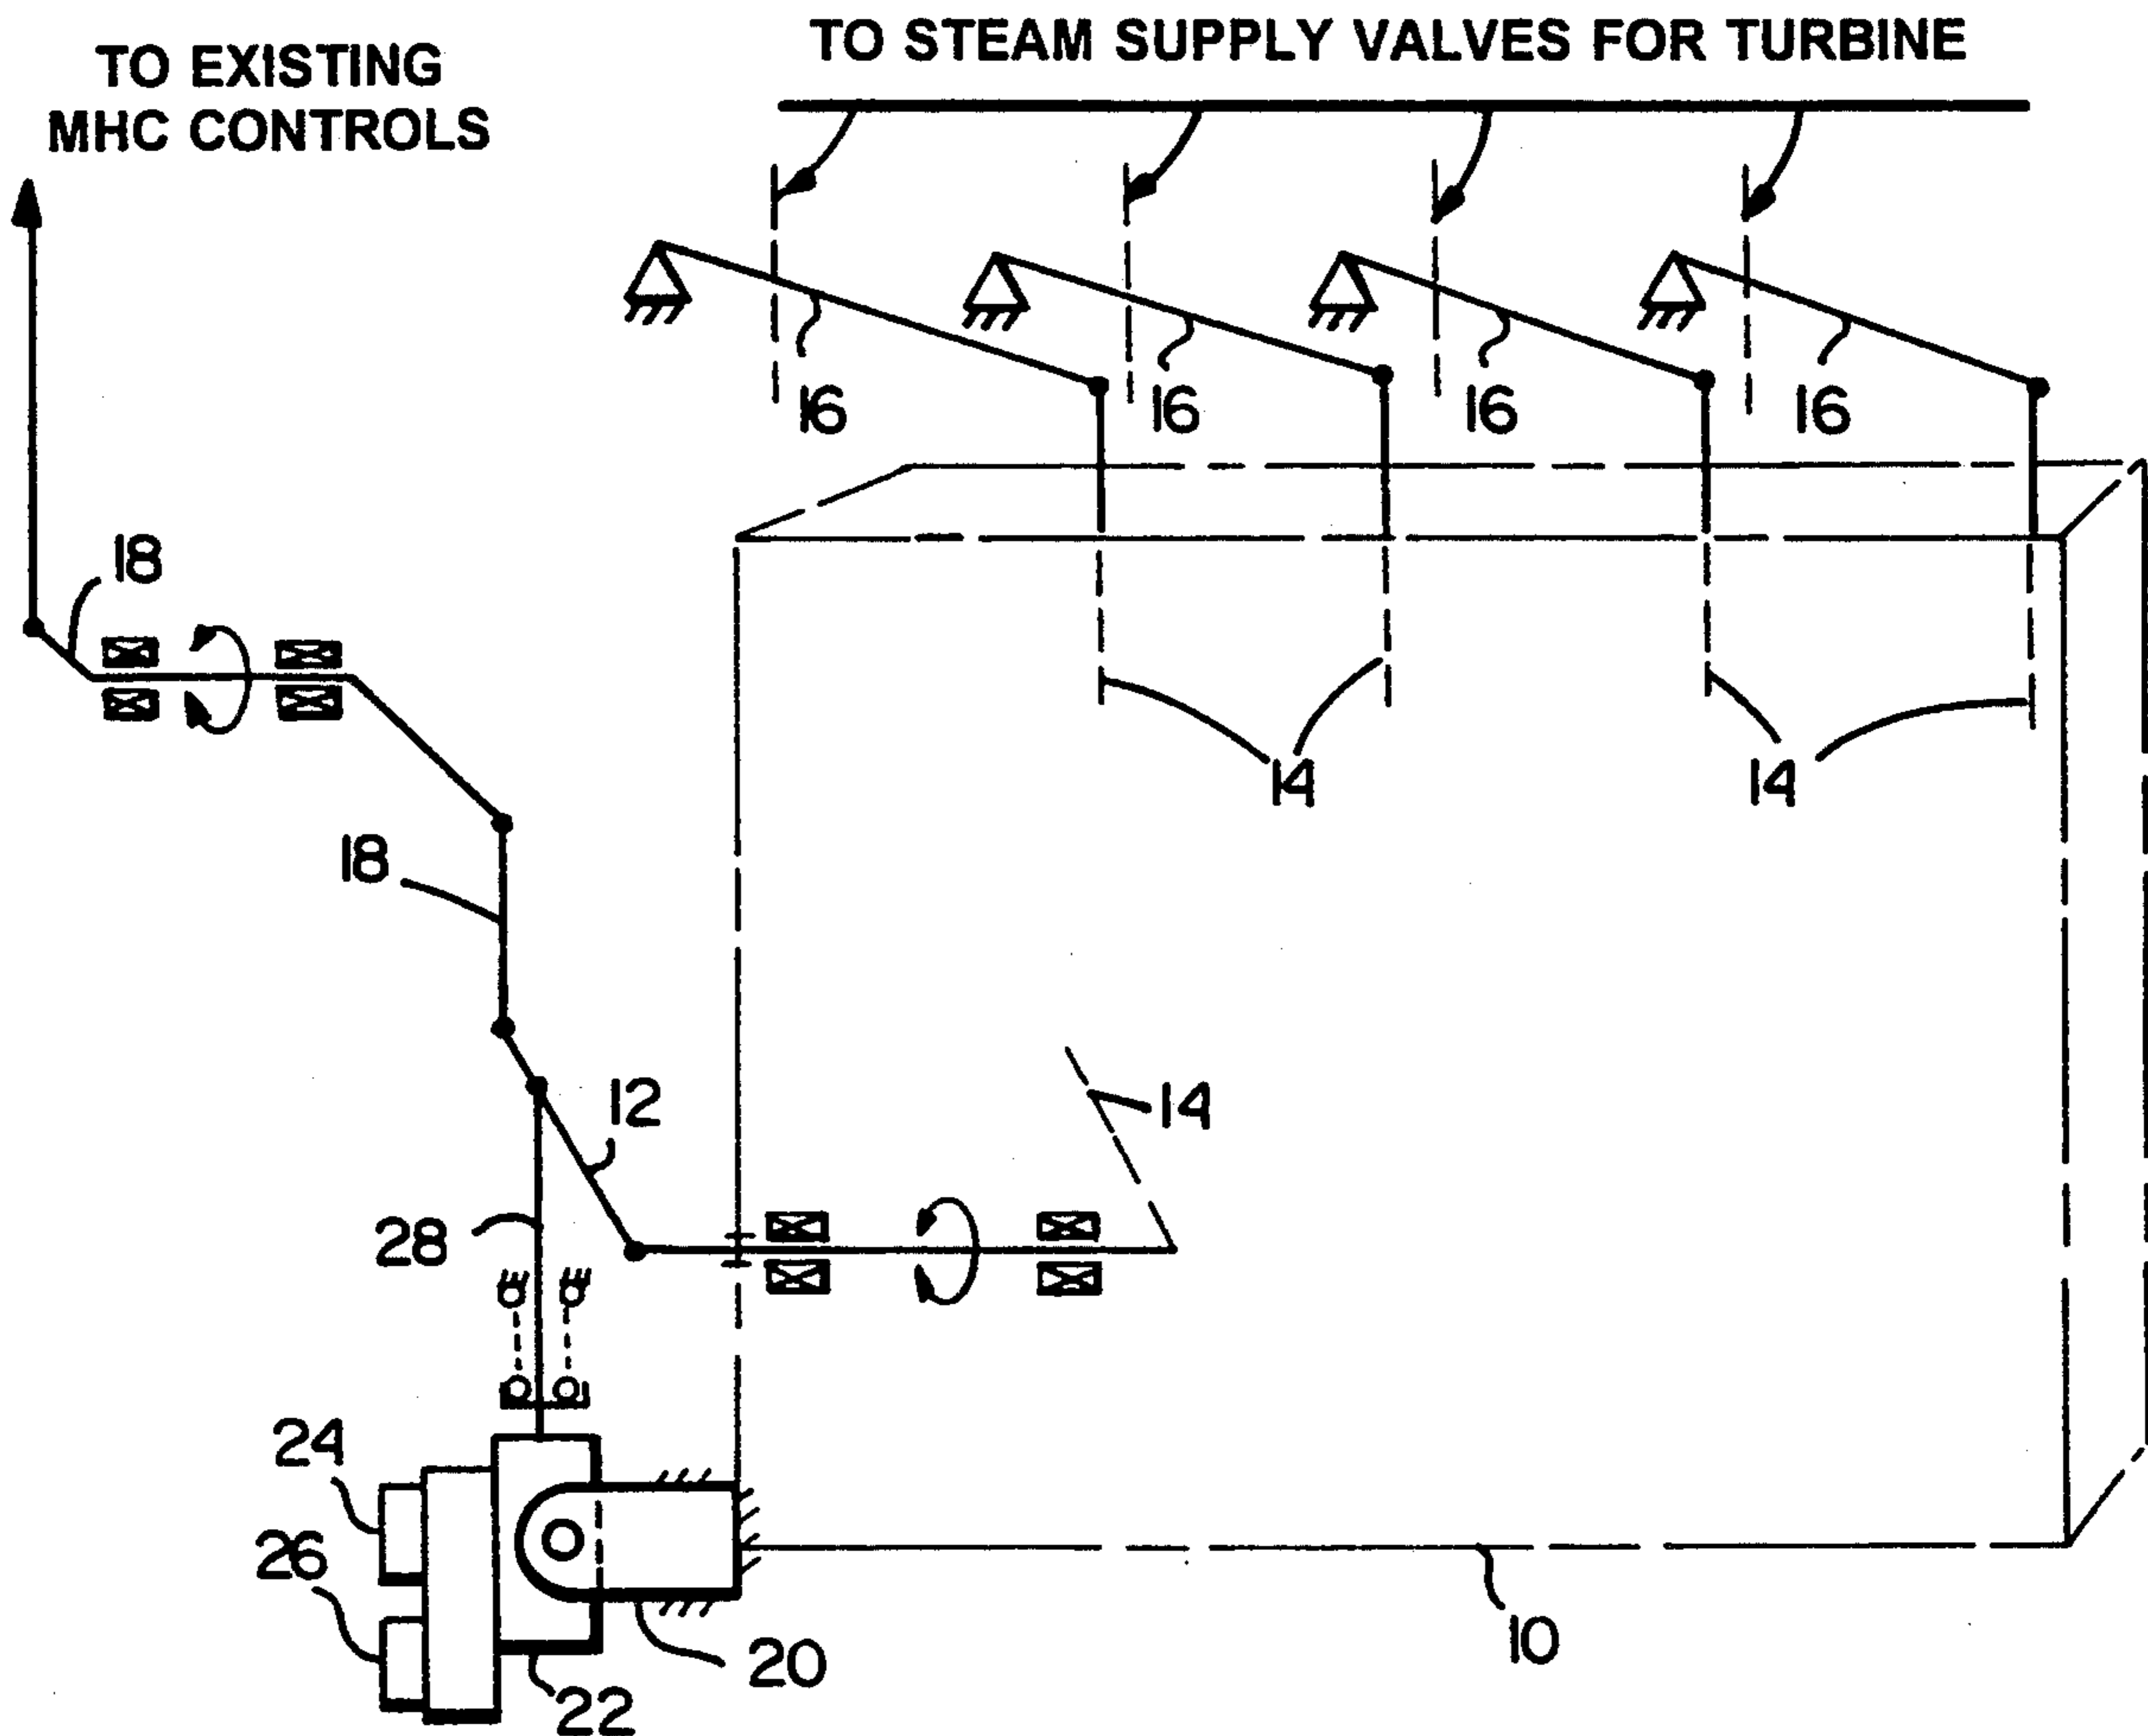 TO EXISTING
MHC CONTROLS
TO STEAM SUPPLY VALVES FOR TURBINE
16 16 16 16
18
14 14
18
12
14
28
24
26
10
20
22